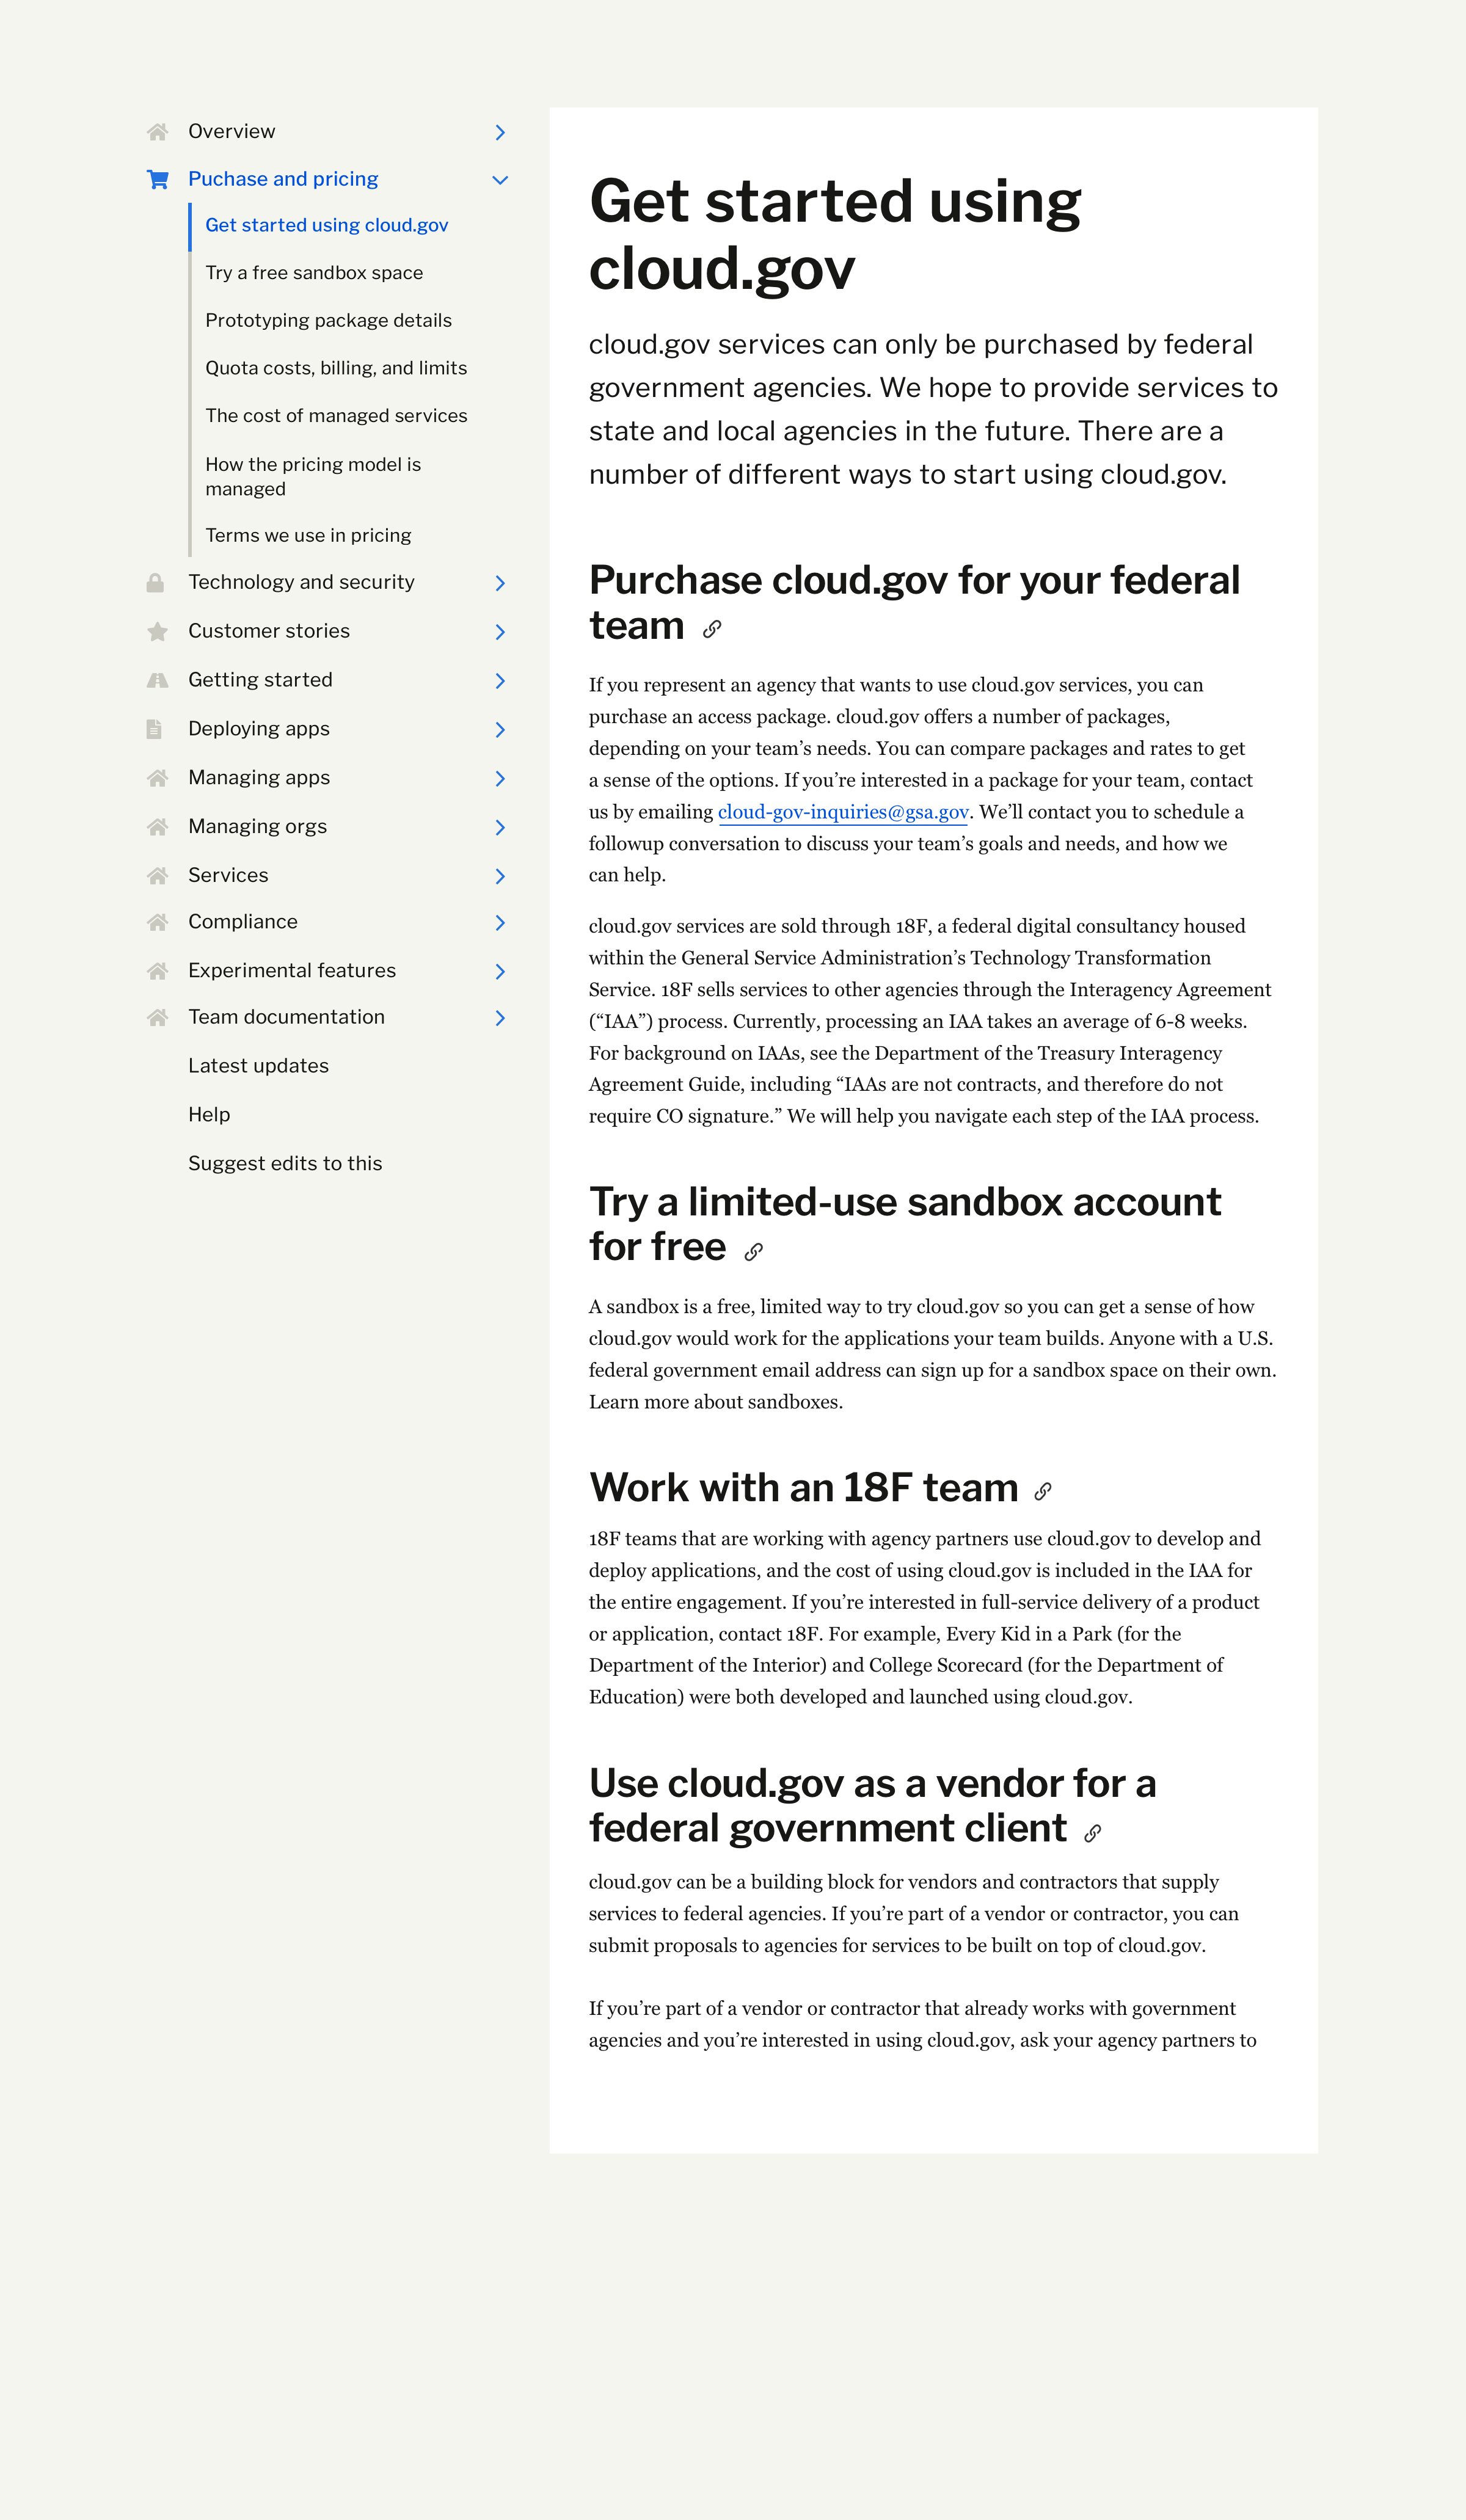 Overview
Puchase and pricing
Get started using cloud.gov
Try a free sandbox space
Prototyping package details
Quota costs, billing, and limits
The cost of managed services
How the pricing model is
managed
Terms we use in pricing
Technology and security
Customer stories
Getting started
Deploying apps
Managing apps
Managing orgs
Services
Compliance
Experimental features
Team documentation
Latest updates
Help
Suggest edits to this
Get started using
cloud.gov
cloud.gov services can only be purchased by federal
government agencies. We hope to provide services to
state and local agencies in the future. There are a
number of different ways to start using cloud.gov.
Purchase cloud.gov for your federal
team
If you represent an agency that wants to use cloud.gov services, you can
purchase an access package. cloud.gov offers a number of packages,
depending on your team’s needs. You can compare packages and rates to get
a sense of the options. If you’re interested in a package for your team, contact
us by emailing cloud-gov-inquiries@gsa.gov. We’ll contact you to schedule a
followup conversation to discuss your team’s goals and needs, and how we
can help.
cloud.gov services are sold through 18F, a federal digital consultancy housed
within the General Service Administration’s Technology Transformation
Service. 18F sells services to other agencies through the Interagency Agreement
(“IAA”) process. Currently, processing an IAA takes an average of 6-8 weeks.
For background on IAAs, see the Department of the Treasury Interagency
Agreement Guide, including “IAAs are not contracts, and therefore do not
require CO signature.” We will help you navigate each step of the IAA process.
Try a limited-use sandbox account
for free
A sandbox is a free, limited way to try cloud.gov so you can get a sense of how
cloud.gov would work for the applications your team builds. Anyone with a U.S.
federal government email address can sign up for a sandbox space on their own.
Learn more about sandboxes.
Work with an 18F team
18F teams that are working with agency partners use cloud.gov to develop and
deploy applications, and the cost of using cloud.gov is included in the IAA for
the entire engagement. If you’re interested in full-service delivery of a product
or application, contact 18F. For example, Every Kid in a Park (for the
Department of the Interior) and College Scorecard (for the Department of
Education) were both developed and launched using cloud.gov.
Use cloud.gov as a vendor for a
federal government client
cloud.gov can be a building block for vendors and contractors that supply
services to federal agencies. If you’re part of a vendor or contractor, you can
submit proposals to agencies for services to be built on top of cloud.gov.
If you’re part of a vendor or contractor that already works with government
agencies and you’re interested in using cloud.gov, ask your agency partners to